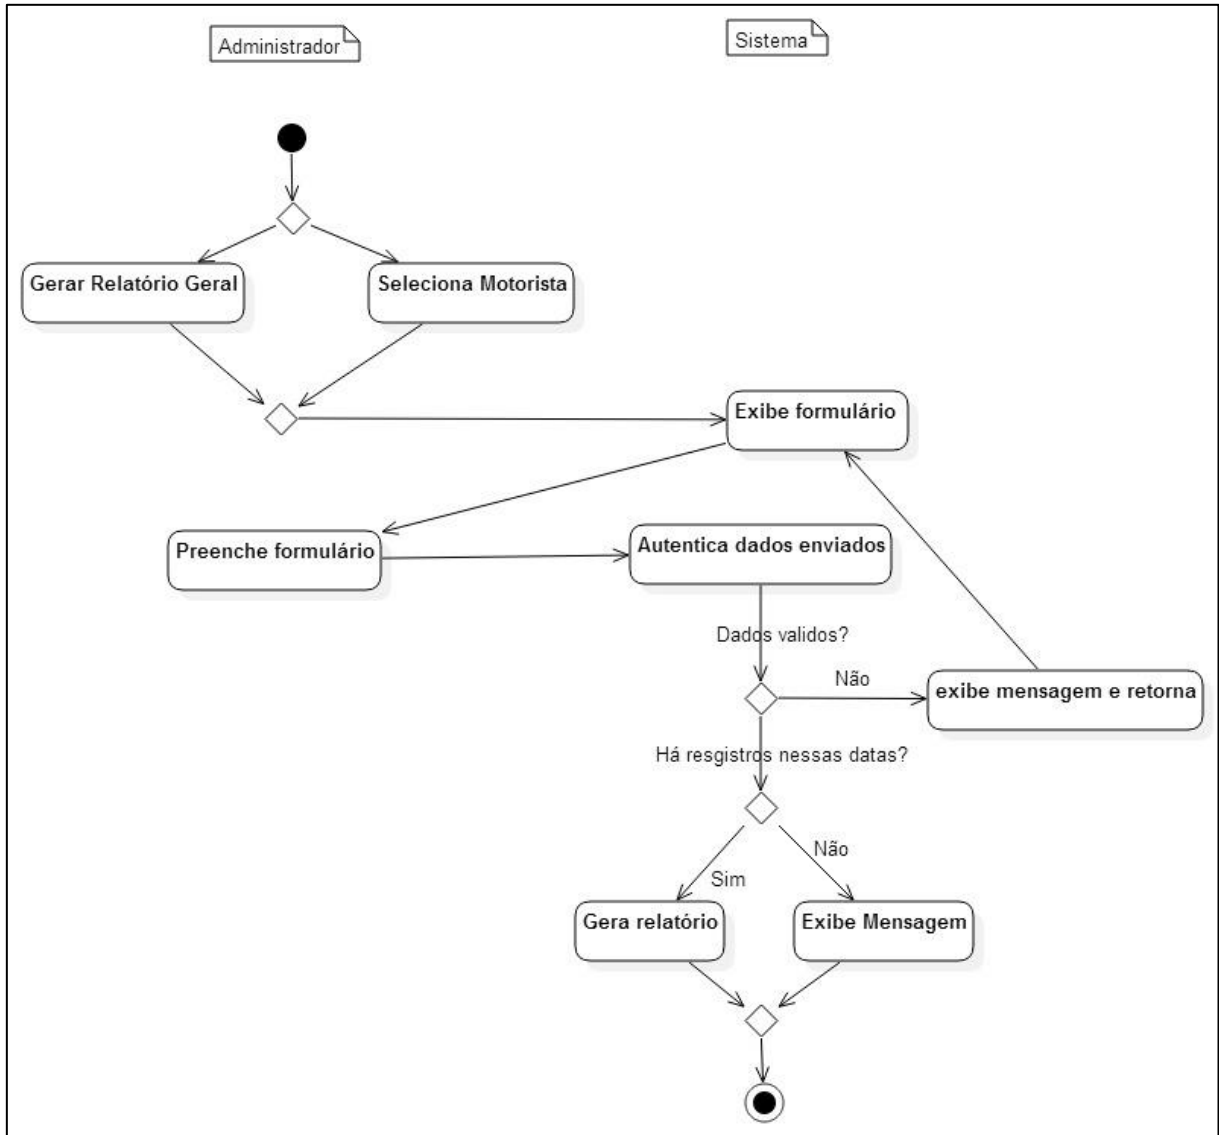 Administrador
Sistema
Gerar Relatório Geral
Seleciona Motorista
Exibe formulário
Preenche formulário
Autentica dados enviados
Dados validos?
Não
exibe mensagem e retorna
Há resgistros nessas datas?
Não
Sim
Gera relatório
Exibe Mensagem